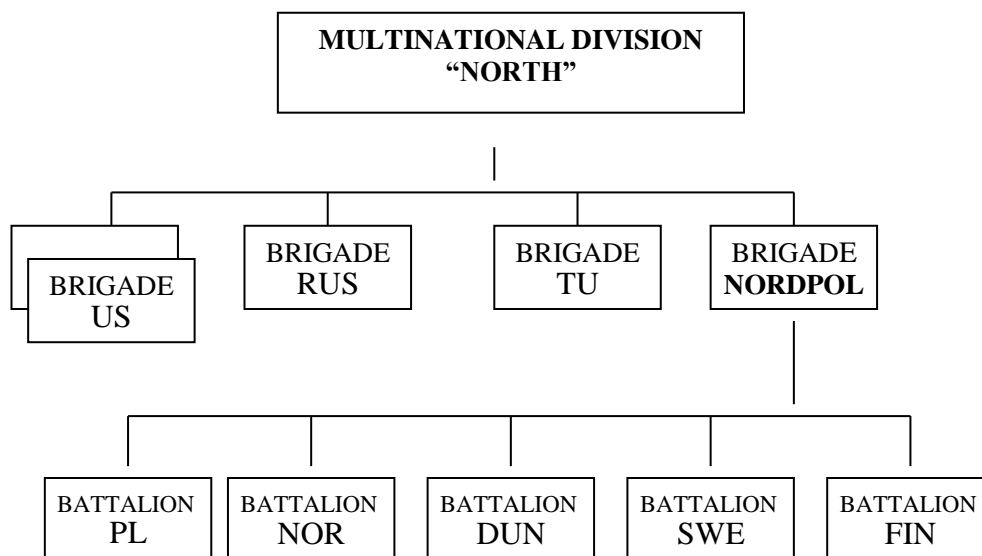 MULTINATIONAL DIVISION
“NORTH”
BRIGADE
US
BRIGADE
RUS
BRIGADE
TU
BRIGADE
NORDPOL
BATTALION
PL
BATTALION
NOR
BATTALION
DUN
BATTALION
SWE
BATTALION
FIN